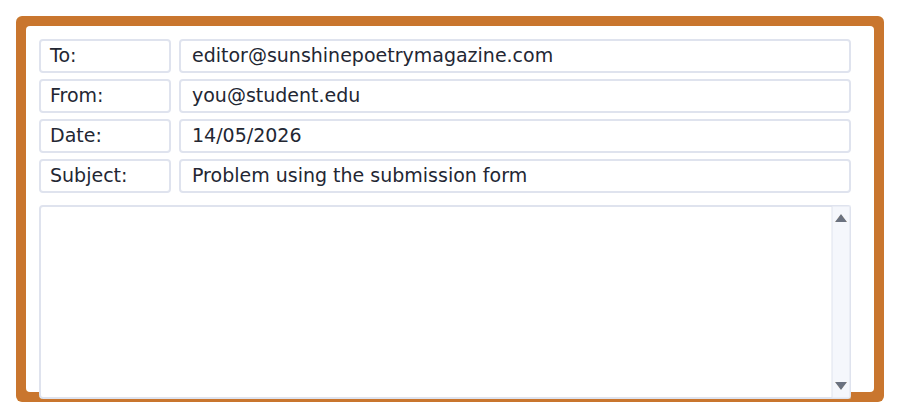 To: editor@sunshinepoetrymagazine.com
From: you@student.edu
Date: 14/05/2026
Subject: Problem using the submission form